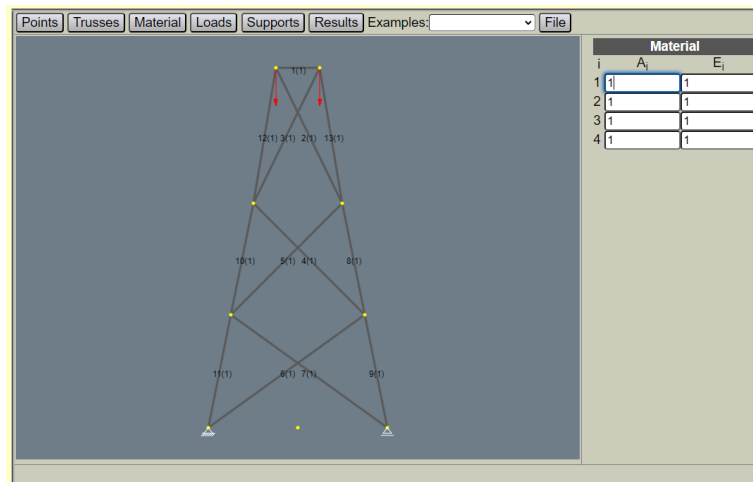 Points Trusses Material Loads Supports Results Examples: File
Material
i Ai Ei
1 1 1
2 1 1
3 1 1
4 1 1
1(1)
12(1) 3(1) 2(1) 13(1)
10(1) 5(1) 4(1) 8(1)
11(1) 6(1) 7(1) 9(1)